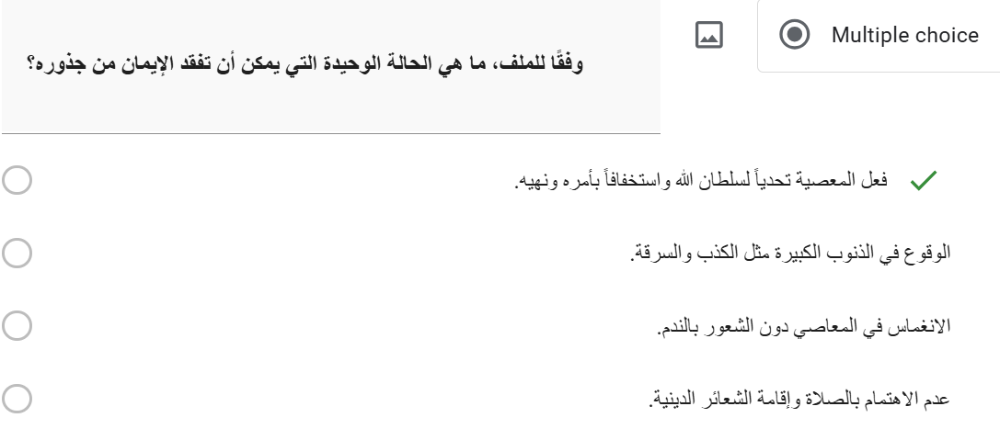 Multiple choice
وفقًا للملف، ما هي الحالة الوحيدة التي يمكن أن تفقد الإيمان من جذوره؟
فعل المعصية تحدياً لسلطان الله واستخفافاً بأمره ونهيه.
الوقوع في الذنوب الكبيرة مثل الكذب والسرقة.
الانغماس في المعاصي دون الشعور بالندم.
عدم الاهتمام بالصلاة وإقامة الشعائر الدينية.